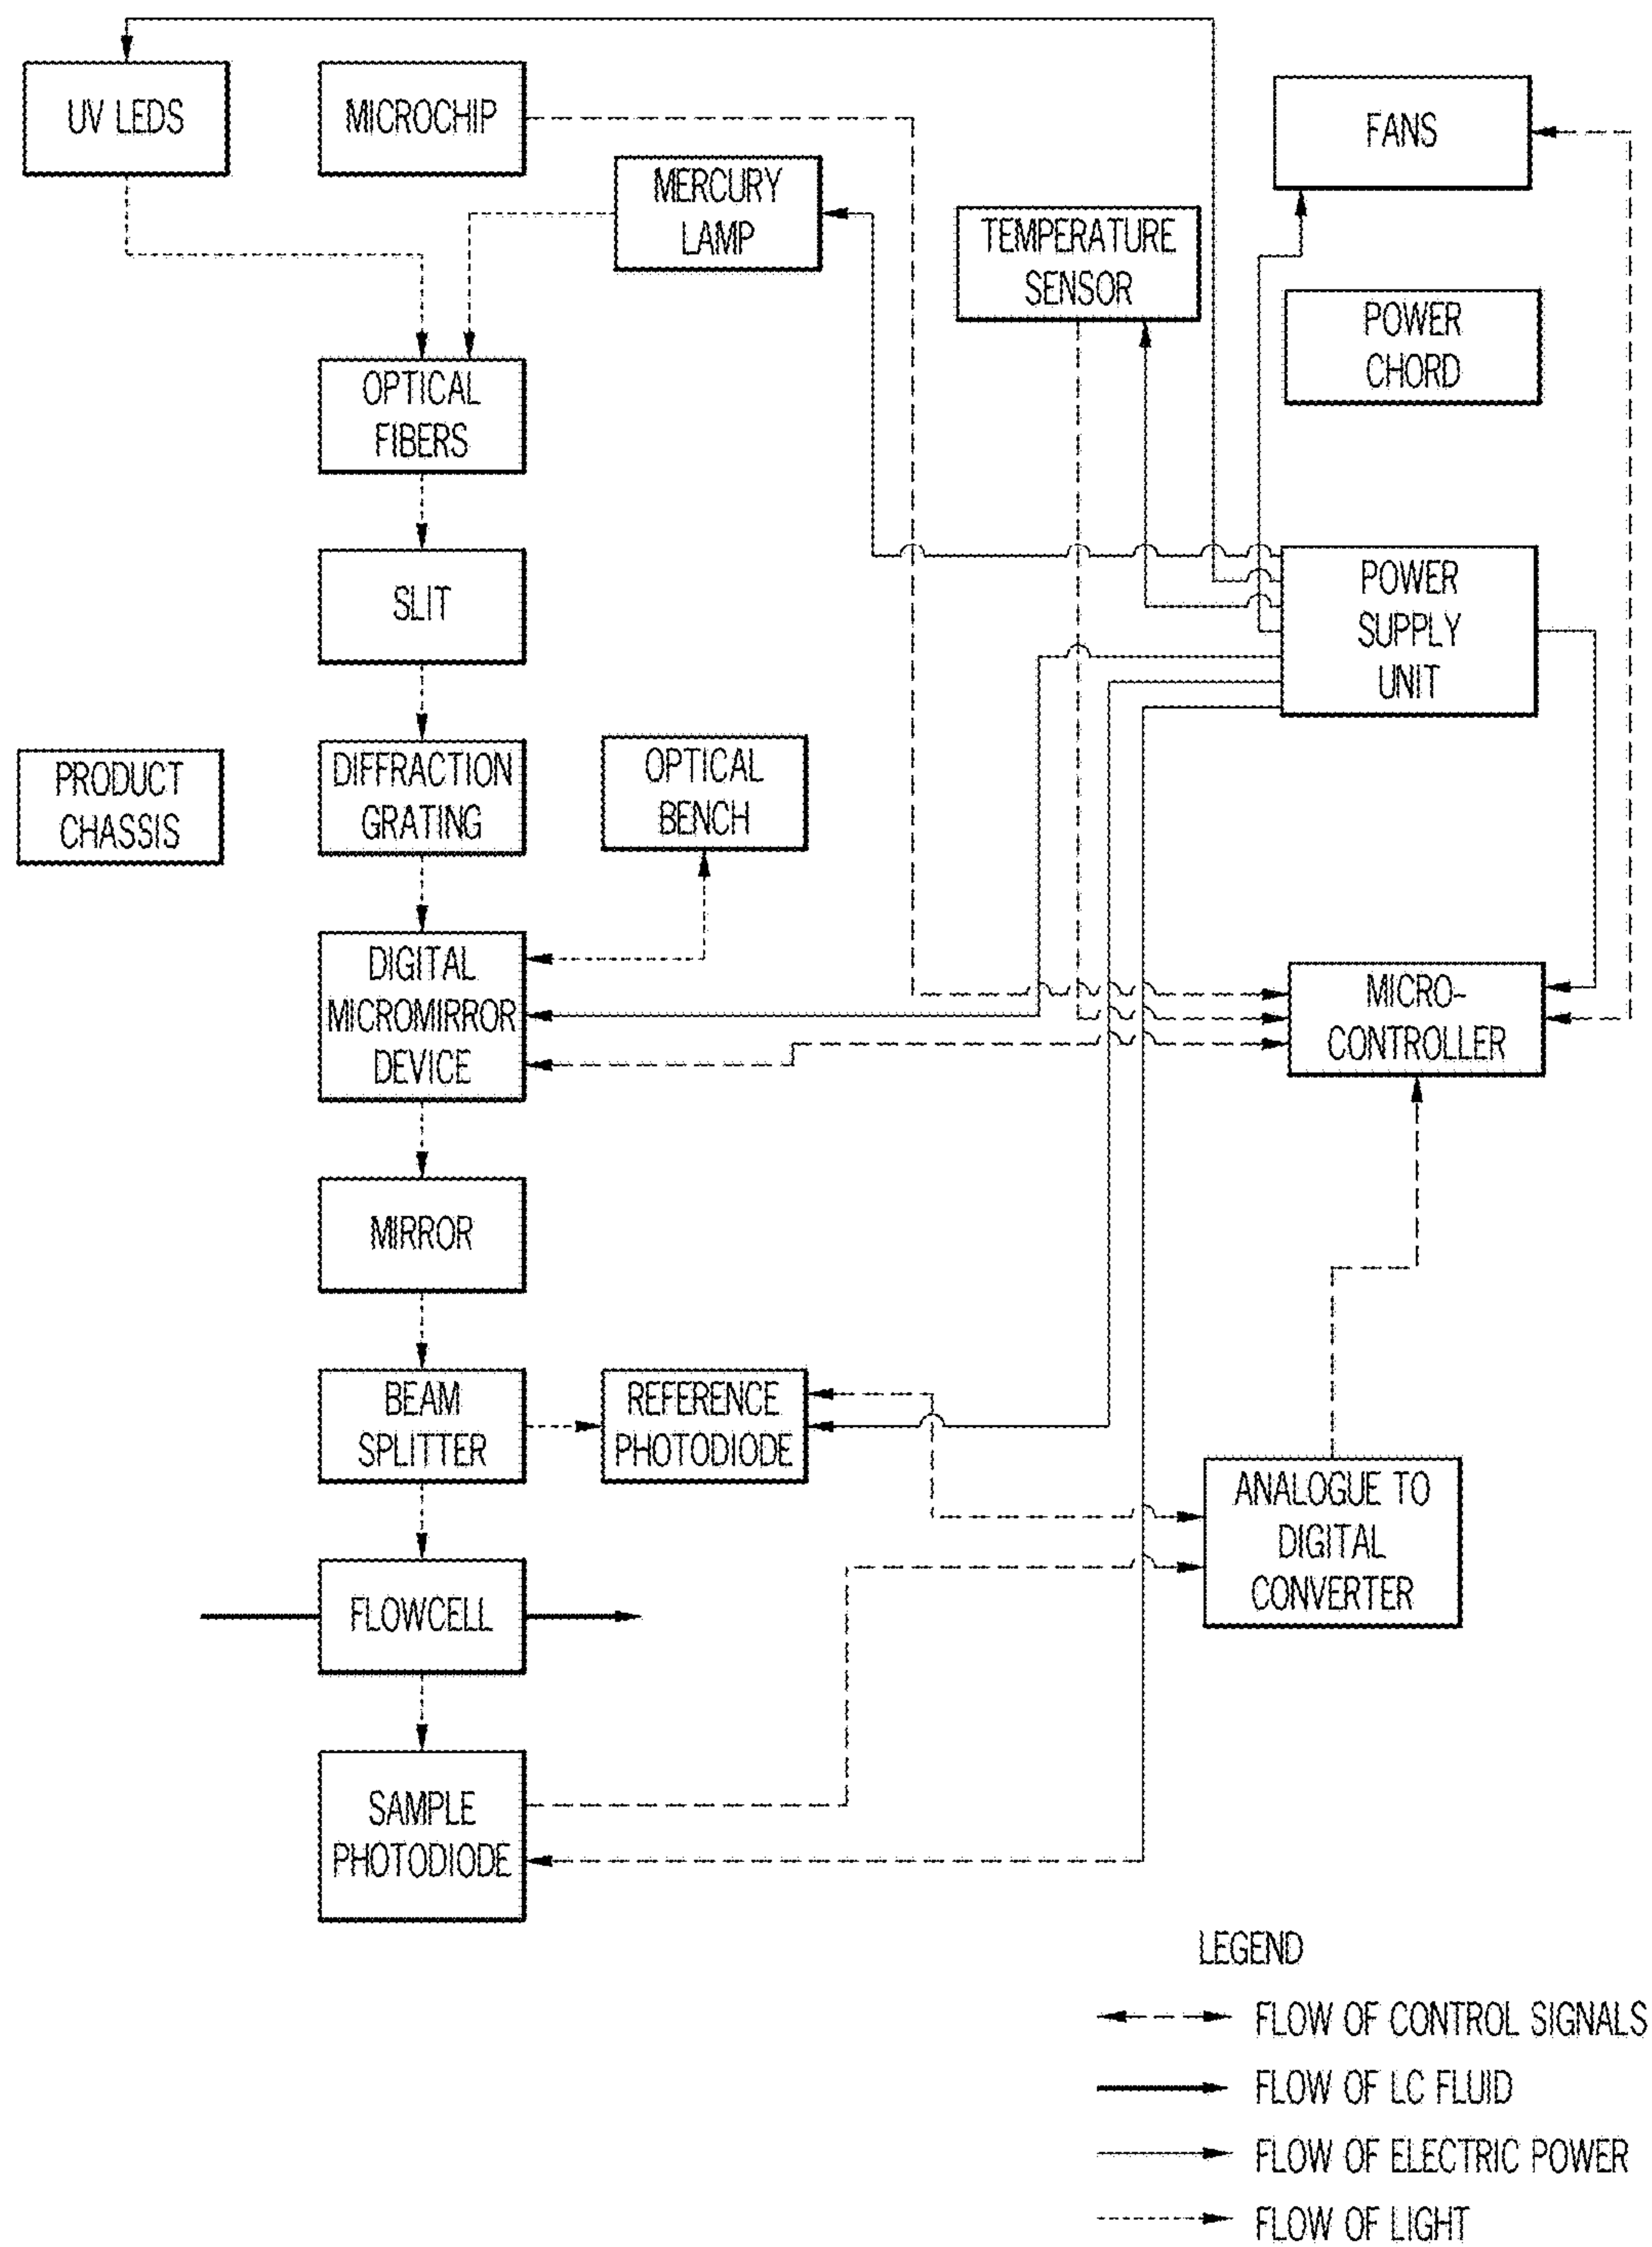 UV LEDS
MICROCHIP
FANS
MERCURY
LAMP
TEMPERATURE
SENSOR
POWER
CHORD
OPTICAL
FIBERS
SLIT
POWER
SUPPLY
UNIT
PRODUCT
CHASSIS
DIFFRACTION
GRATING
OPTICAL
BENCH
DIGITAL
MICROMIRROR
DEVICE
MICRO-
CONTROLLER
MIRROR
BEAM
SPLITTER
REFERENCE
PHOTODIODE
ANALOGUE TO
DIGITAL
CONVERTER
FLOWCELL
SAMPLE
PHOTODIODE
LEGEND
FLOW OF CONTROL SIGNALS
FLOW OF LC FLUID
FLOW OF ELECTRIC POWER
FLOW OF LIGHT